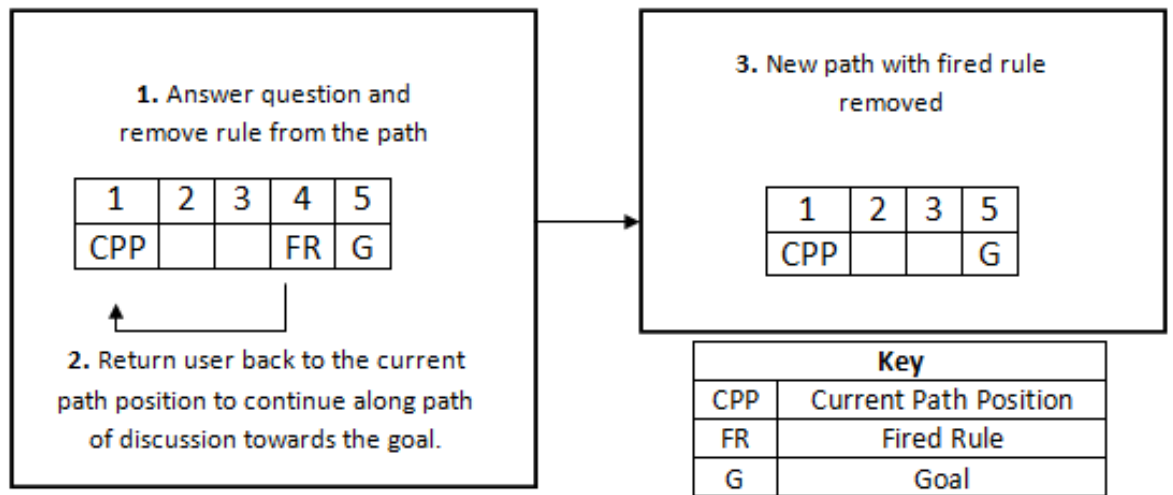 1. Answer question and
remove rule from the path
1 2 3 4 5
CPP FR G
2. Return user back to the current
path position to continue along path
of discussion towards the goal.
3. New path with fired rule
removed
1 2 3 5
CPP G
Key
CPP Current Path Position
FR Fired Rule
G Goal